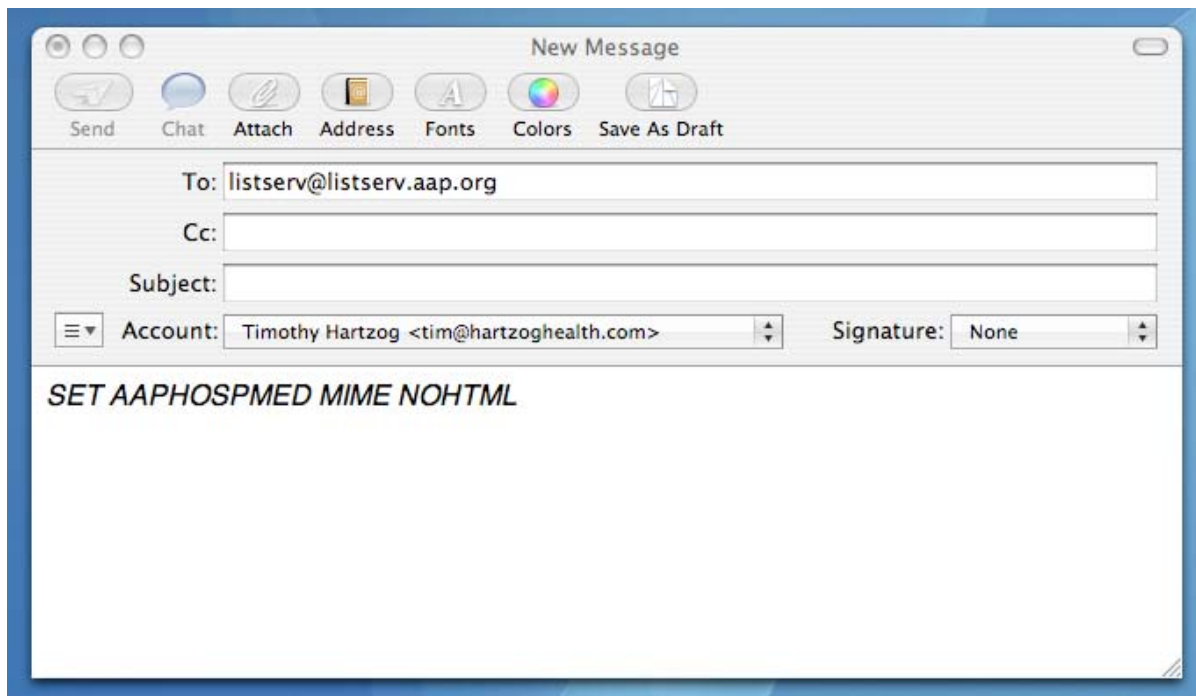 New Message
Send Chat Attach Address Fonts Colors Save As Draft
To: listserv@listserv.aap.org
Cc:
Subject:
Account: Timothy Hartzog <tim@hartzoghealth.com> Signature: None
SET AAPHOSPMED MIME NOHTML